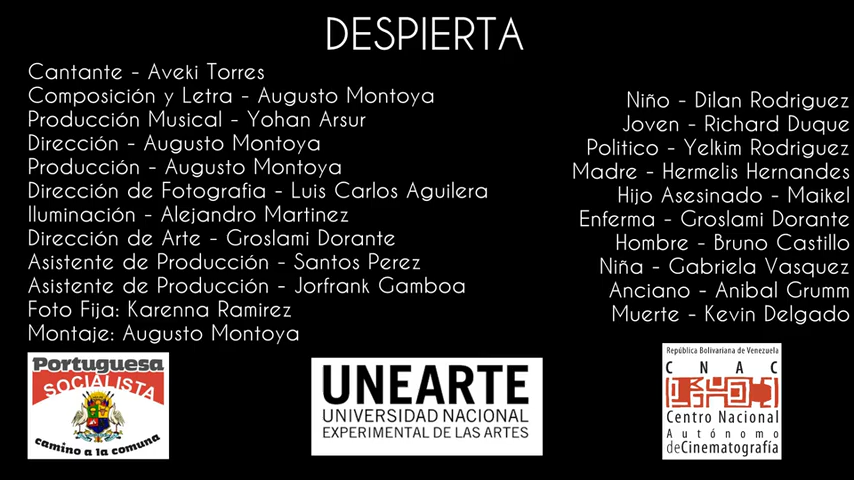 DESPIERTA
Cantante - Aveki Torres
Composición y Letra - Augusto Montoya
Producción Musical - Yohan Arsur
Dirección - Augusto Montoya
Producción - Augusto Montoya
Dirección de Fotografia - Luis Carlos Aguilera
Iluminación - Alejandro Martinez
Dirección de Arte - Groslami Dorante
Asistente de Producción - Santos Perez
Asistente de Producción - Jorfrank Gamboa
Foto Fija: Karenna Ramirez
Montaje: Augusto Montoya
Niño - Dilan Rodriguez
Joven - Richard Duque
Politico - Yelkim Rodriguez
Madre - Hermelis Hernandes
Hijo Asesinado - Maikel
Enferma - Groslami Dorante
Hombre - Bruno Castillo
Niña - Gabriela Vasquez
Anciano - Anibal Grumm
Muerte - Kevin Delgado
Portuguesa
SOCIALISTA
camino a la comuna
UNEARTE
UNIVERSIDAD NACIONAL
EXPERIMENTAL DE LAS ARTES
República Bolivariana de Venezuela
CNAC
Centro Nacional
Autónomo
deCinematografía